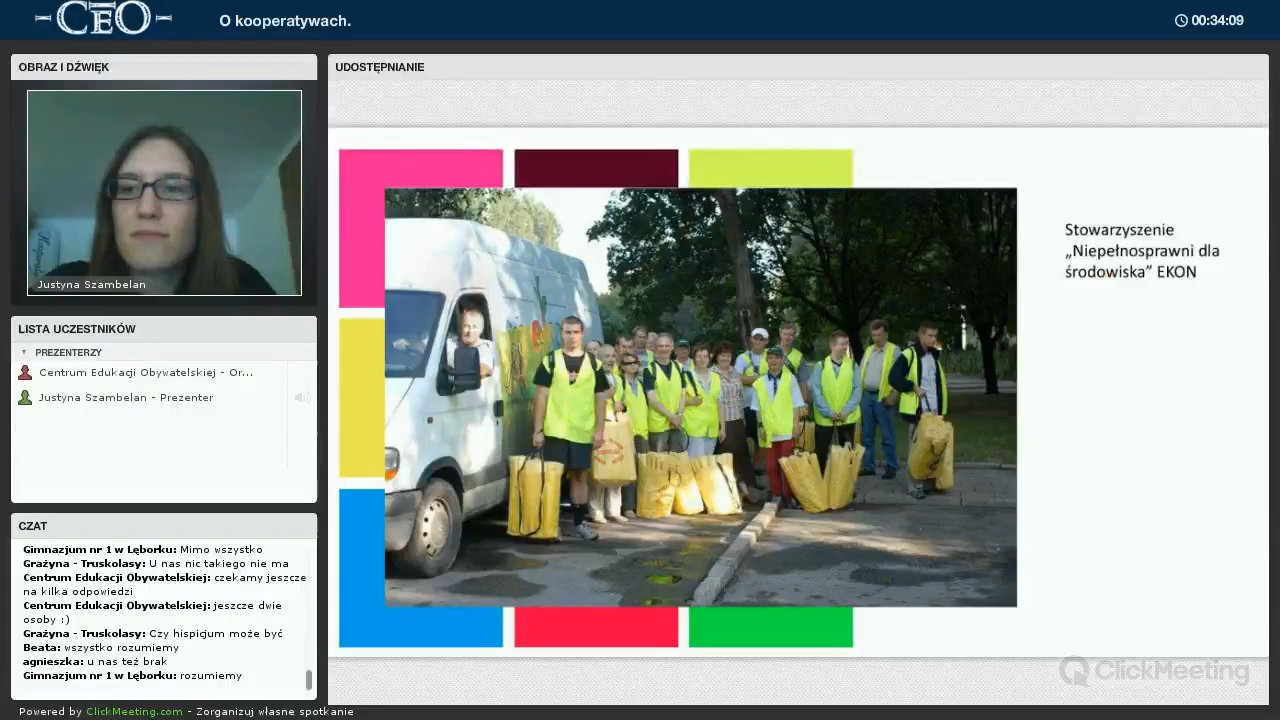 CEO
O kooperatywach.
00:34:09
OBRAZ I DŹWIĘK
Justyna Szambelan
LISTA UCZESTNIKÓW
PREZENTERZY
Centrum Edukacji Obywatelskiej - Or...
Justyna Szambelan - Prezenter
CZAT
Gimnazjum nr 1 w Lęborku: Mimo wszystko
Grażyna - Truskolasy: U nas nic takiego nie ma
Centrum Edukacji Obywatelskiej: czekamy jeszcze
na kilka odpowiedzi
Centrum Edukacji Obywatelskiej: jeszcze dwie
osoby :)
Grażyna - Truskolasy: Czy hispicjum może być
Beata: wszystko rozumiemy
agnieszka: u nas też brak
Gimnazjum nr 1 w Lęborku: rozumiemy
UDOSTĘPNIANIE
Stowarzyszenie
„Niepełnosprawni dla
środowiska” EKON
ClickMeeting
Powered by ClickMeeting.com - Zorganizuj własne spotkanie